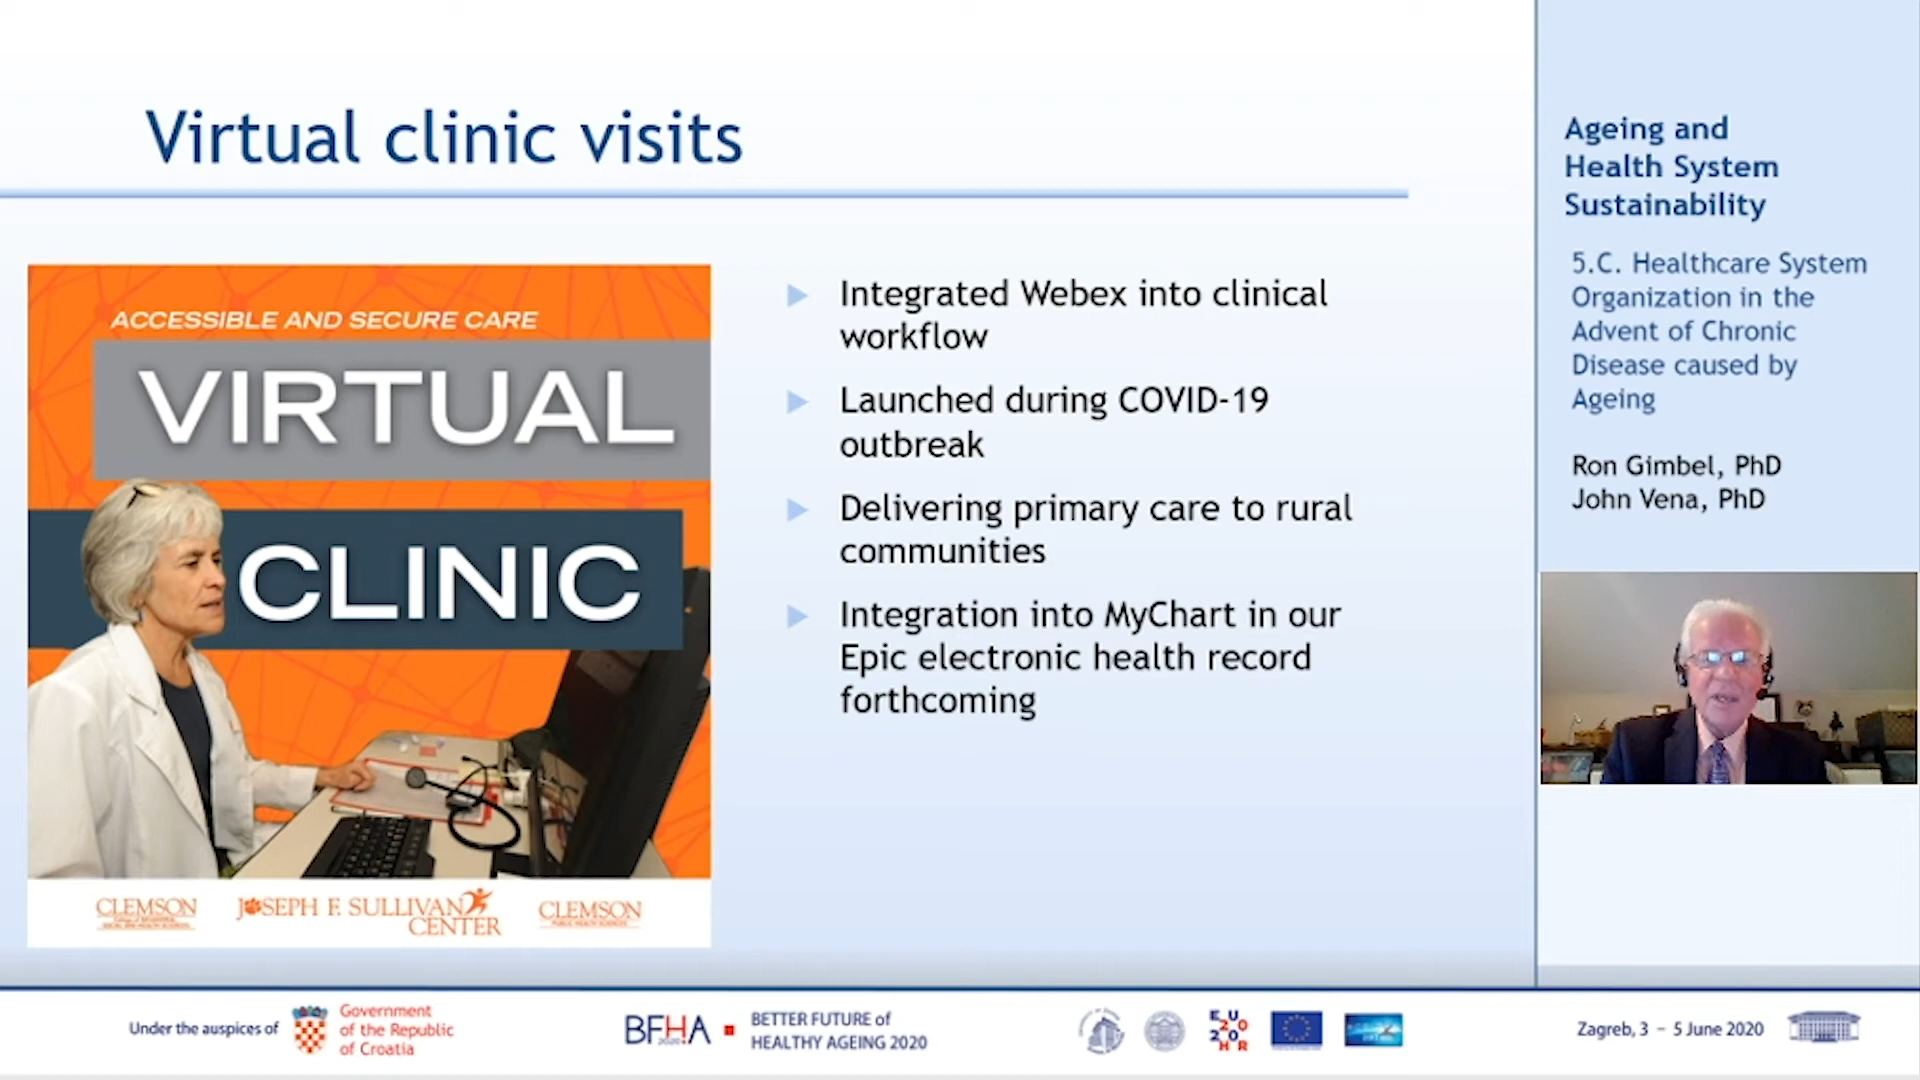 Virtual clinic visits
ACCESSIBLE AND SECURE CARE
VIRTUAL
CLINIC
CLEMSON
JOSEPH F. SULLIVAN
CENTER
CLEMSON
Integrated Webex into clinical
workflow
Launched during COVID-19
outbreak
Delivering primary care to rural
communities
Integration into MyChart in our
Epic electronic health record
forthcoming
Ageing and
Health System
Sustainability
5.C. Healthcare System
Organization in the
Advent of Chronic
Disease caused by
Ageing
Ron Gimbel, PhD
John Vena, PhD
Under the auspices of
Government
of the Republic
of Croatia
BFHA
2020
BETTER FUTURE of
HEALTHY AGEING 2020
EU
2020
HR
Zagreb, 3 – 5 June 2020